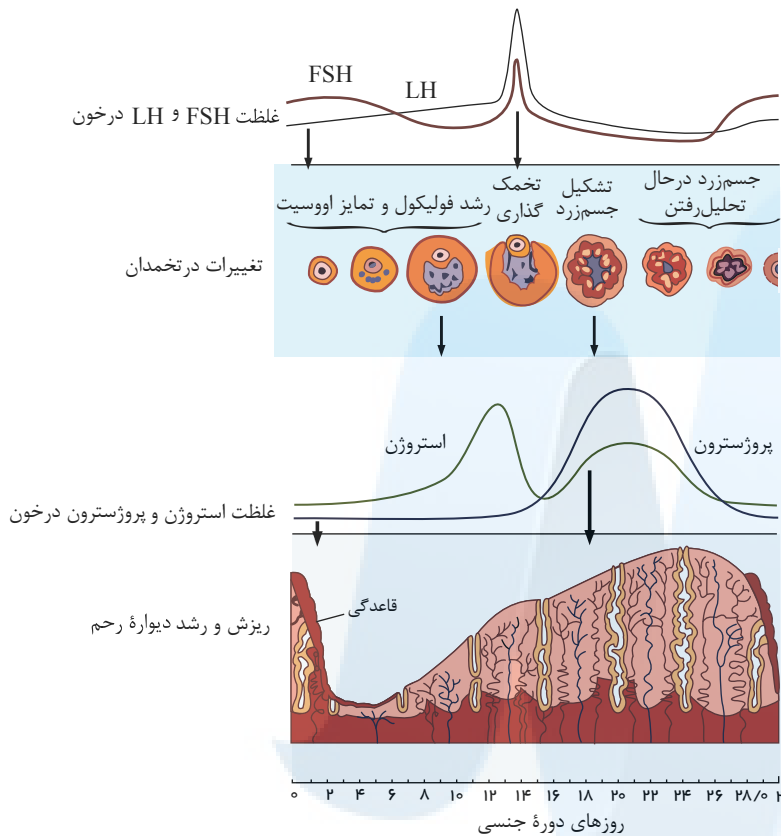 FSH
LH
غلظت FSH و LH درخون
رشد فولیکول و تمایز اووسیت
تخمک
گذاری
تشکیل
جسم‌زرد
جسم‌زرد درحال
تحلیل‌رفتن
تغییرات درتخمدان
استروژن
پروژسترون
غلظت استروژن و پروژسترون درخون
قاعدگی
ریزش و رشد دیوارهٔ رحم
۰ ۲ ۴ ۶ ۸ ۱۰ ۱۲ ۱۴ ۱۶ ۱۸ ۲۰ ۲۲ ۲۴ ۲۶ ۲۸/۰
روزهای دورهٔ جنسی